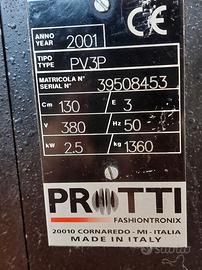 ANNO
YEAR 2001
CE
TIPO
TYPE PV3P
MATRICOLA N°
SERIAL N° 39508453
Cm 130 / E 3
V 380 / Hz 50
kW 2.5 kg 1360
PROTTI
FASHIONTRONIX
20010 CORNAREDO - MI - ITALIA
MADE IN ITALY
subito